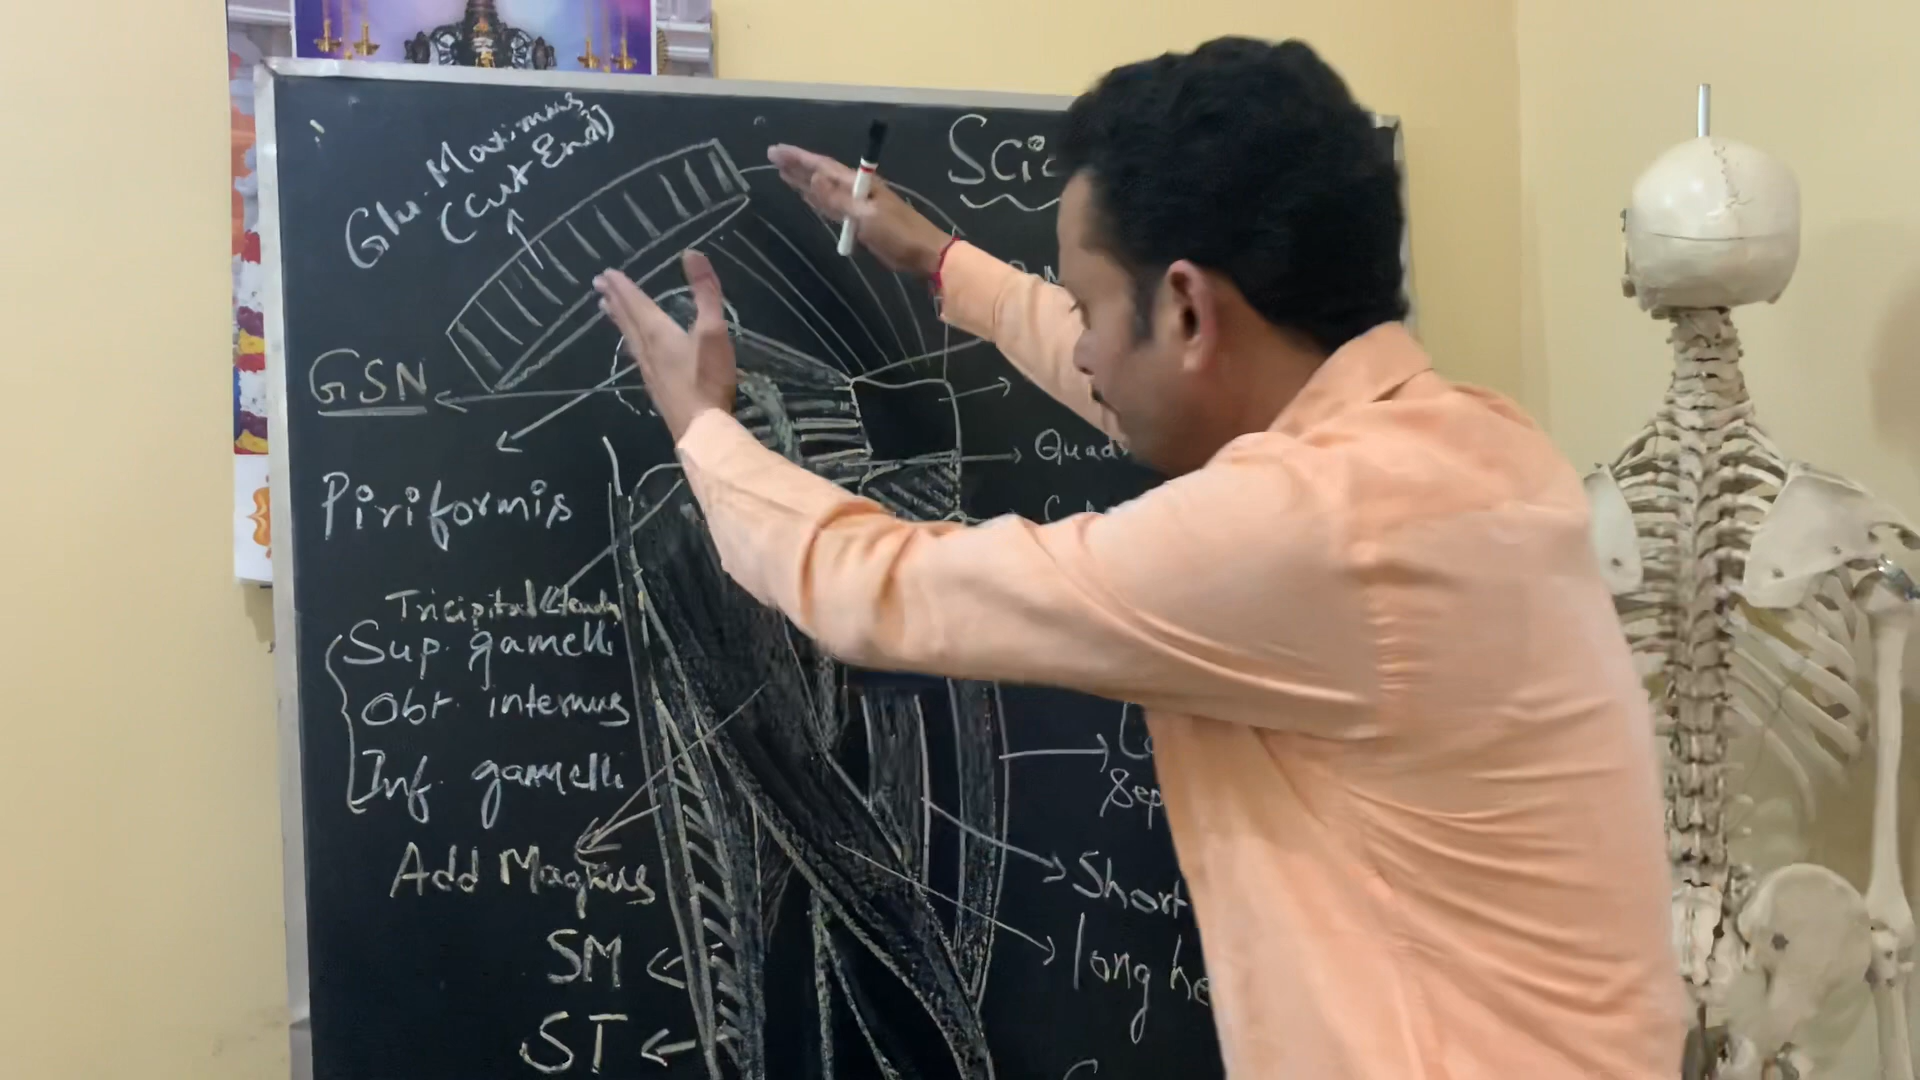 Glu. Maximus
(Cut End)
Sci
GSN
Quad
Piriformis
Tricipital tendon
Sup. gamelli
Obt. internus
Inf. gamelli
Sep
Add Magnus
Short
long he
SM
ST